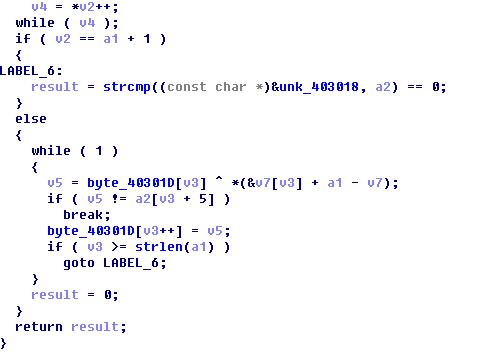 v4 = *v2++;
while ( v4 );
if ( v2 == a1 + 1 )
{
LABEL_6:
result = strcmp((const char *)&unk_403018, a2) == 0;
}
else
{
while ( 1 )
{
v5 = byte_40301D[v3] ^ *(&v7[v3] + a1 - v7);
if ( v5 != a2[v3 + 5] )
break;
byte_40301D[v3++] = v5;
if ( v3 >= strlen(a1) )
goto LABEL_6;
}
result = 0;
}
return result;
}